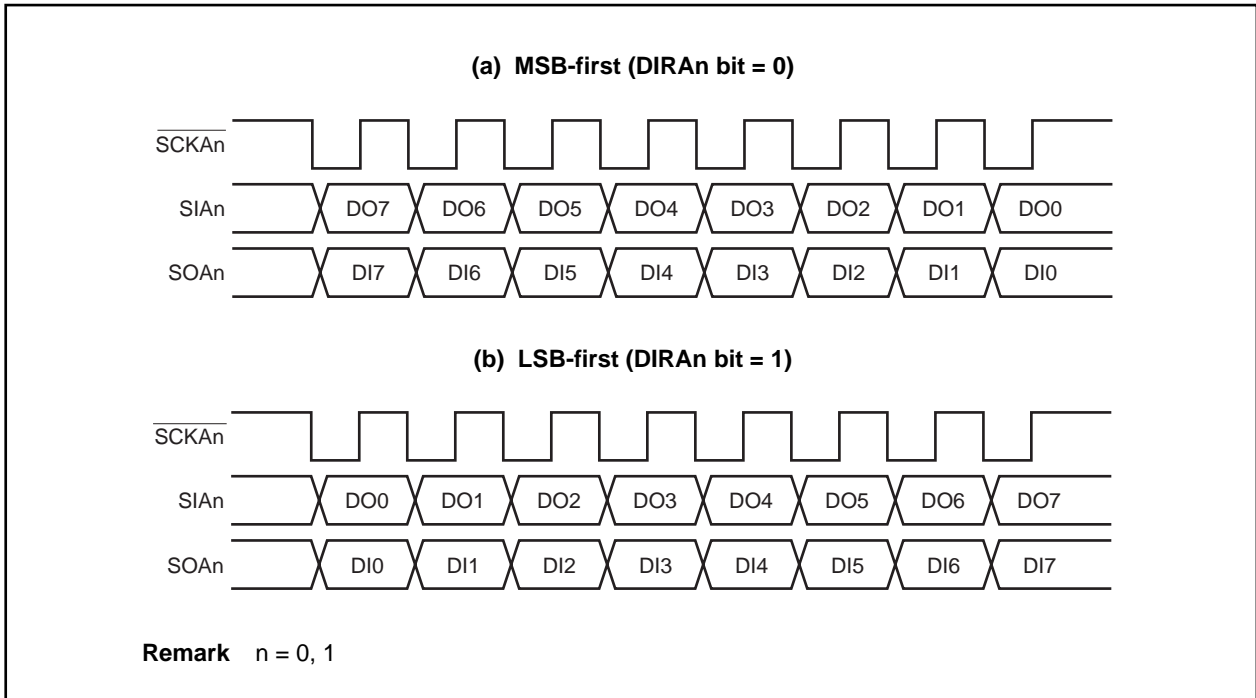 (a) MSB-first (DIRAn bit = 0)
SCKAn
SIAn DO7 DO6 DO5 DO4 DO3 DO2 DO1 DO0
SOAn DI7 DI6 DI5 DI4 DI3 DI2 DI1 DI0
(b) LSB-first (DIRAn bit = 1)
SCKAn
SIAn DO0 DO1 DO2 DO3 DO4 DO5 DO6 DO7
SOAn DI0 DI1 DI2 DI3 DI4 DI5 DI6 DI7
Remark n = 0, 1